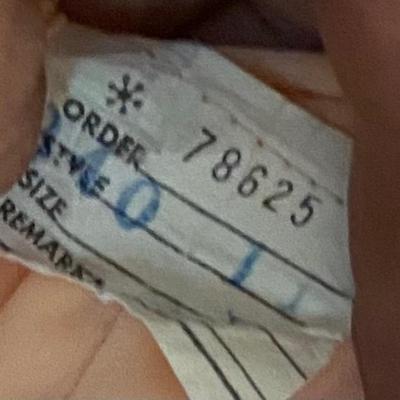 * ORDER 78625
STYLE
SIZE
REMARKS